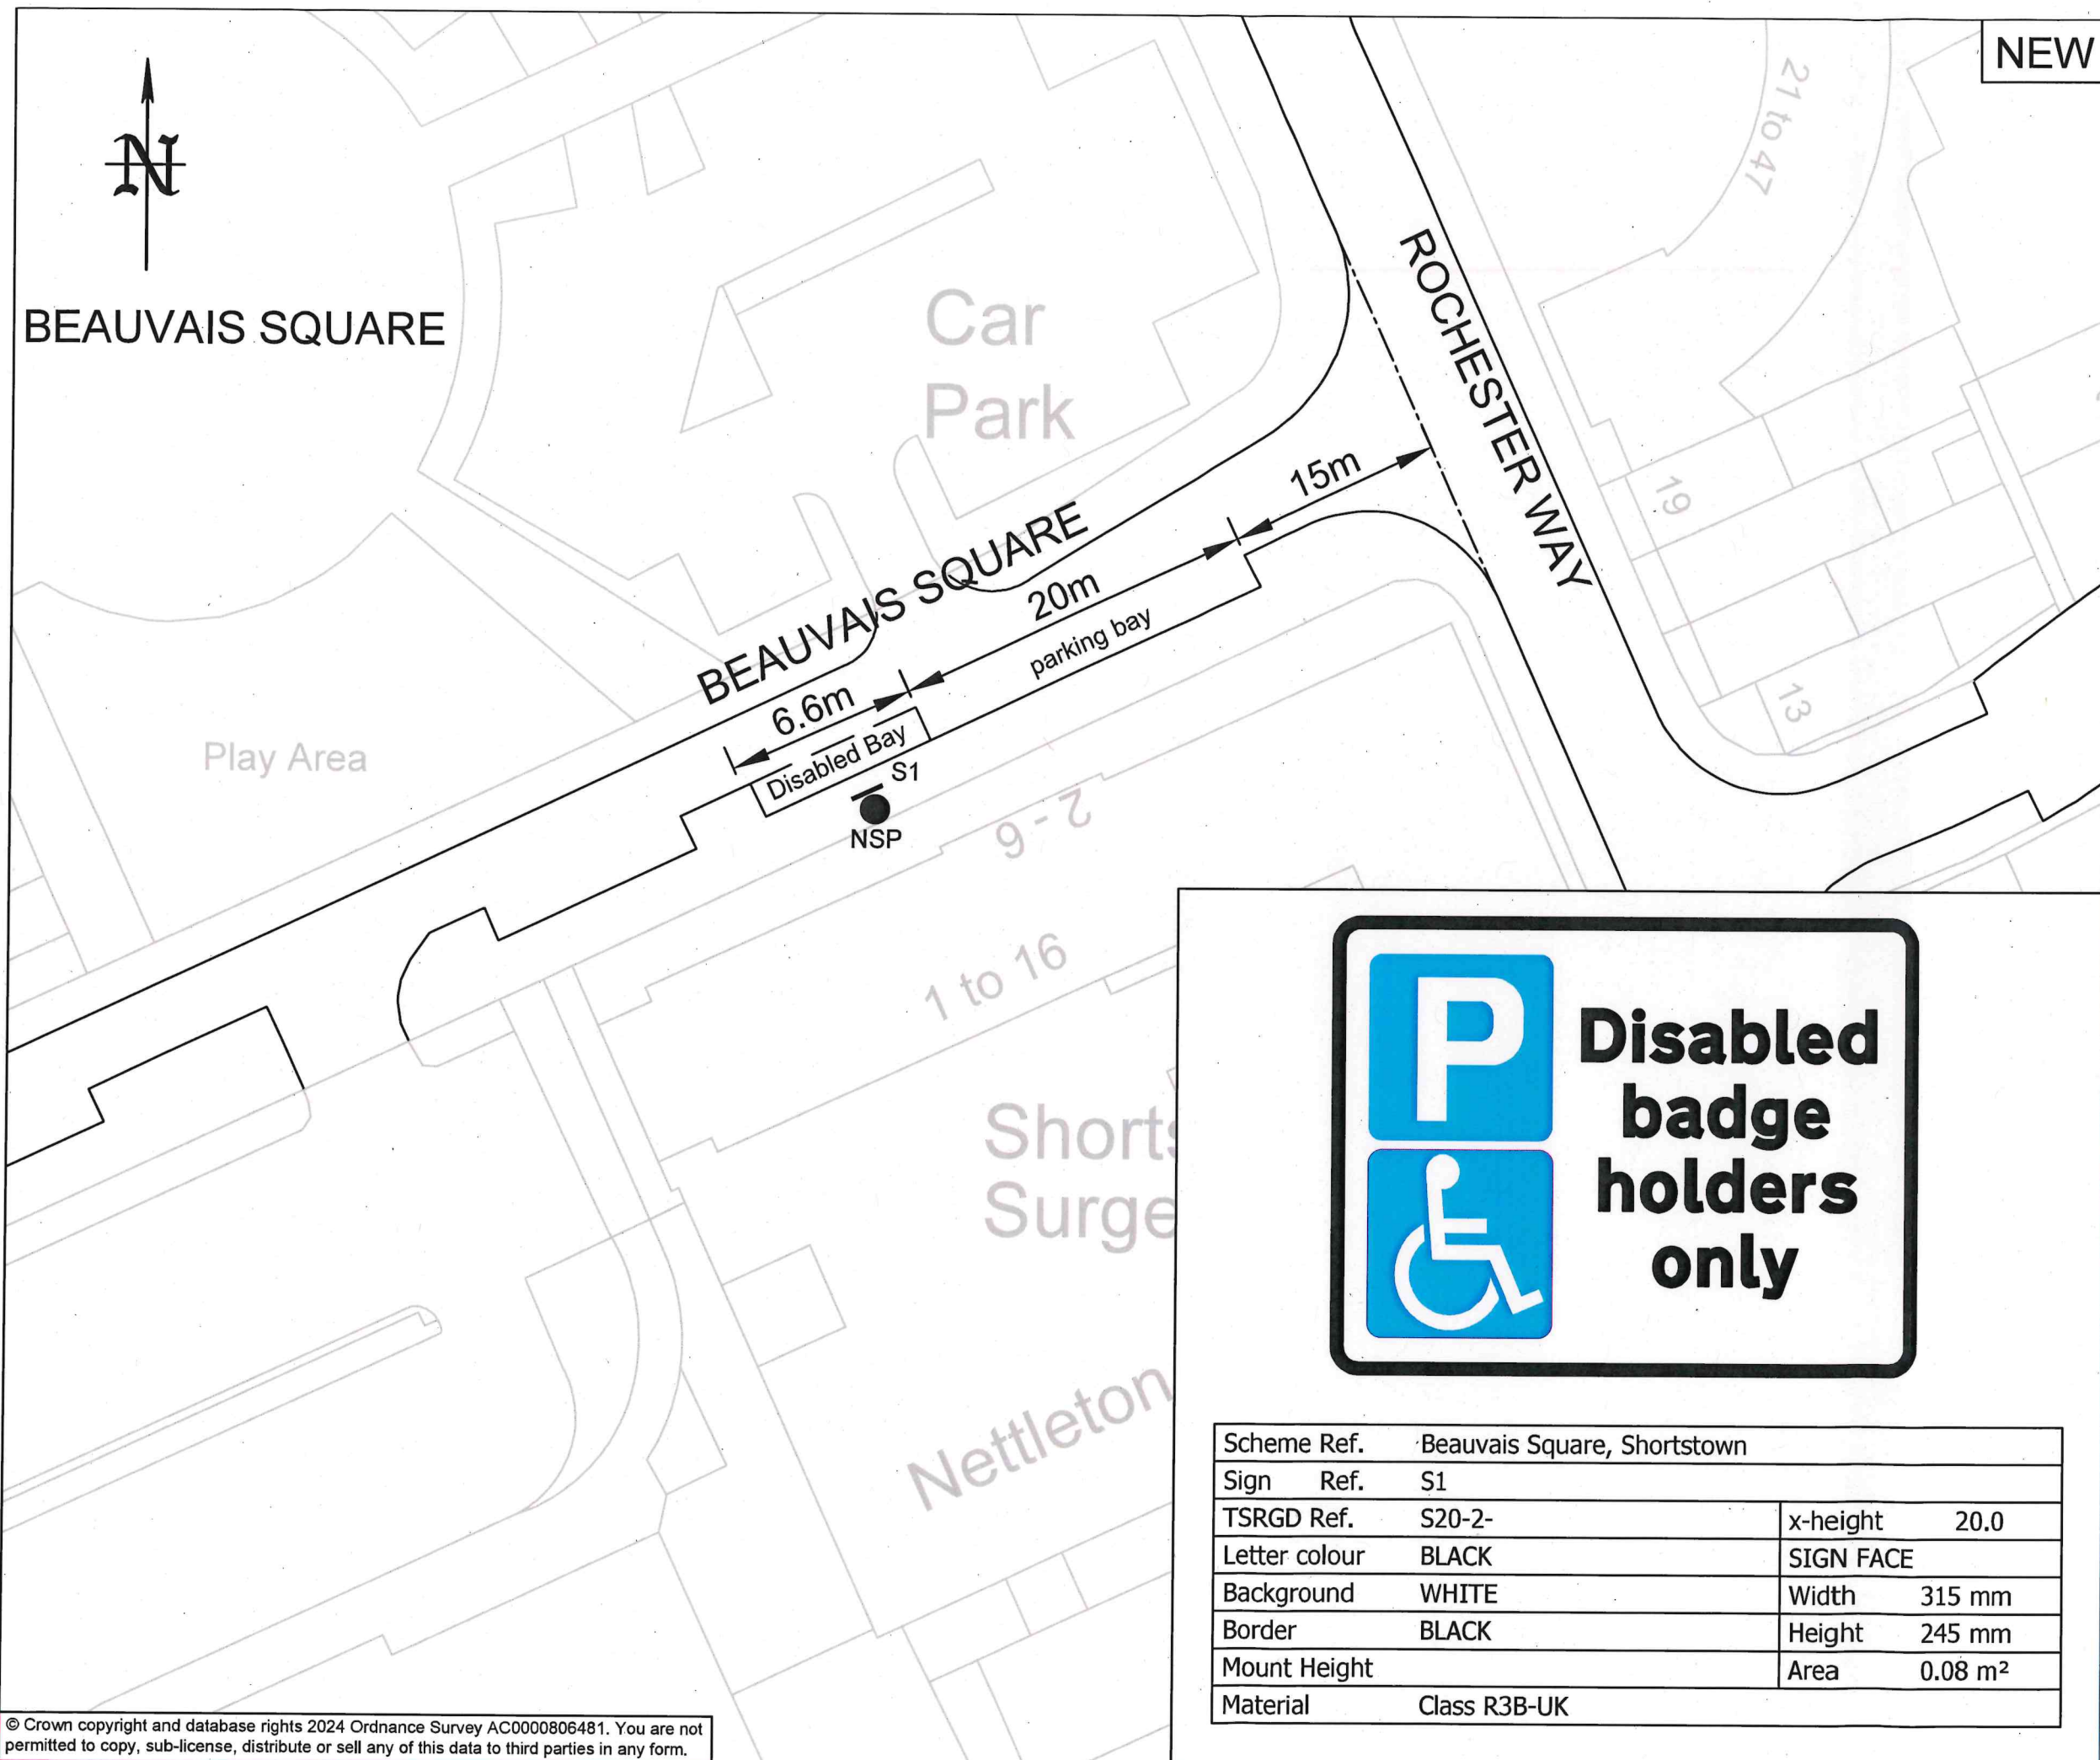 NEW
N
BEAUVAIS SQUARE
21 to 47
ROCHESTER WAY
Car
Park
15m
19
BEAUVAIS SQUARE
20m
parking bay
13
6.6m
Disabled Bay
S1
NSP
Play Area
2 - 6
1 to 16
Shorts
Surge
Nettleton
P
Disabled
badge
holders
only
Scheme Ref. Beauvais Square, Shortstown
Sign Ref. S1
TSRGD Ref. S20-2- x-height 20.0
Letter colour BLACK SIGN FACE
Background WHITE Width 315 mm
Border BLACK Height 245 mm
Mount Height Area 0.08 m²
Material Class R3B-UK
© Crown copyright and database rights 2024 Ordnance Survey AC0000806481. You are not
permitted to copy, sub-license, distribute or sell any of this data to third parties in any form.